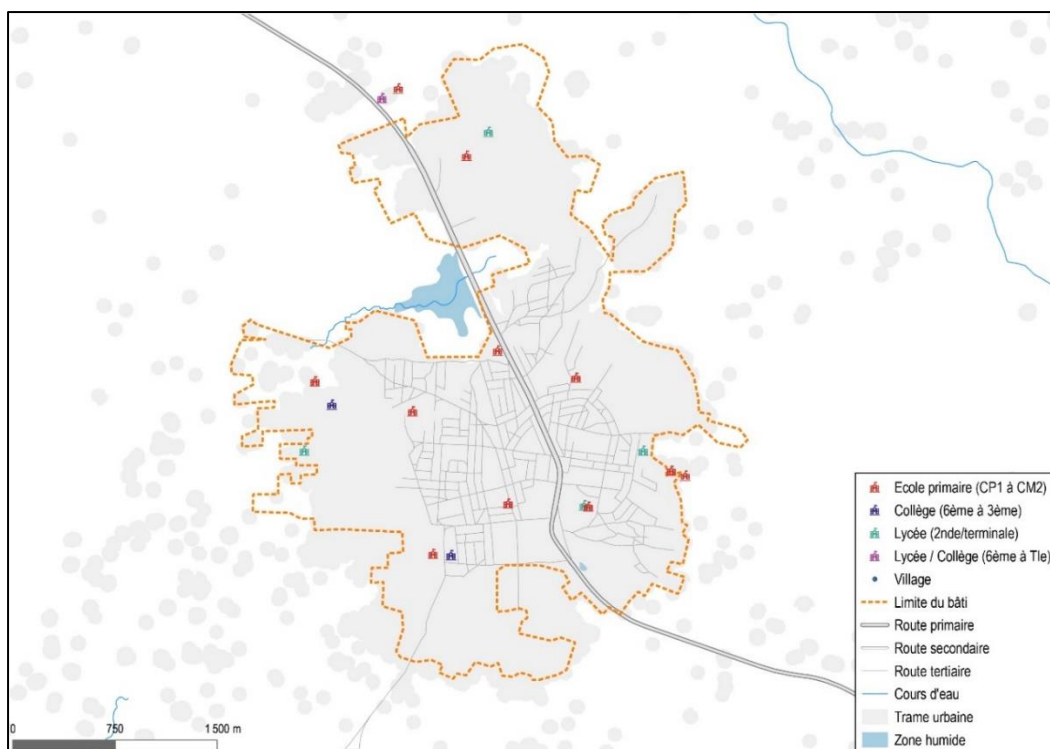 Ecole primaire (CP1 à CM2)
Collège (6ème à 3ème)
Lycée (2nde/terminale)
Lycée / Collège (6ème à Tle)
Village
Limite du bâti
Route primaire
Route secondaire
Route tertiaire
Cours d'eau
Trame urbaine
Zone humide
0 750 1 500 m